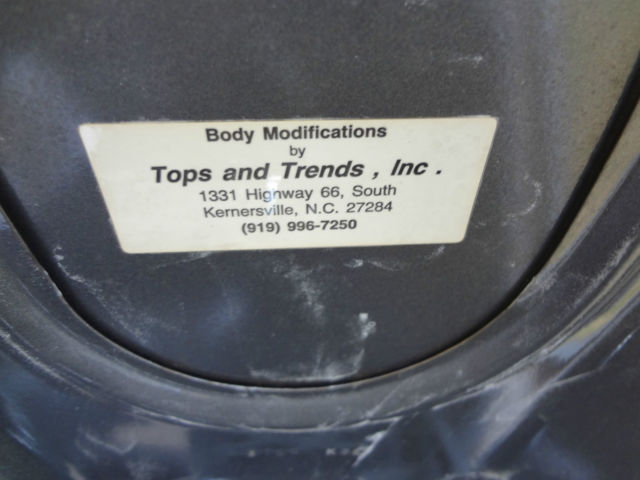 Body Modifications
by
Tops and Trends , Inc .
1331 Highway 66, South
Kernersville, N.C. 27284
(919) 996-7250